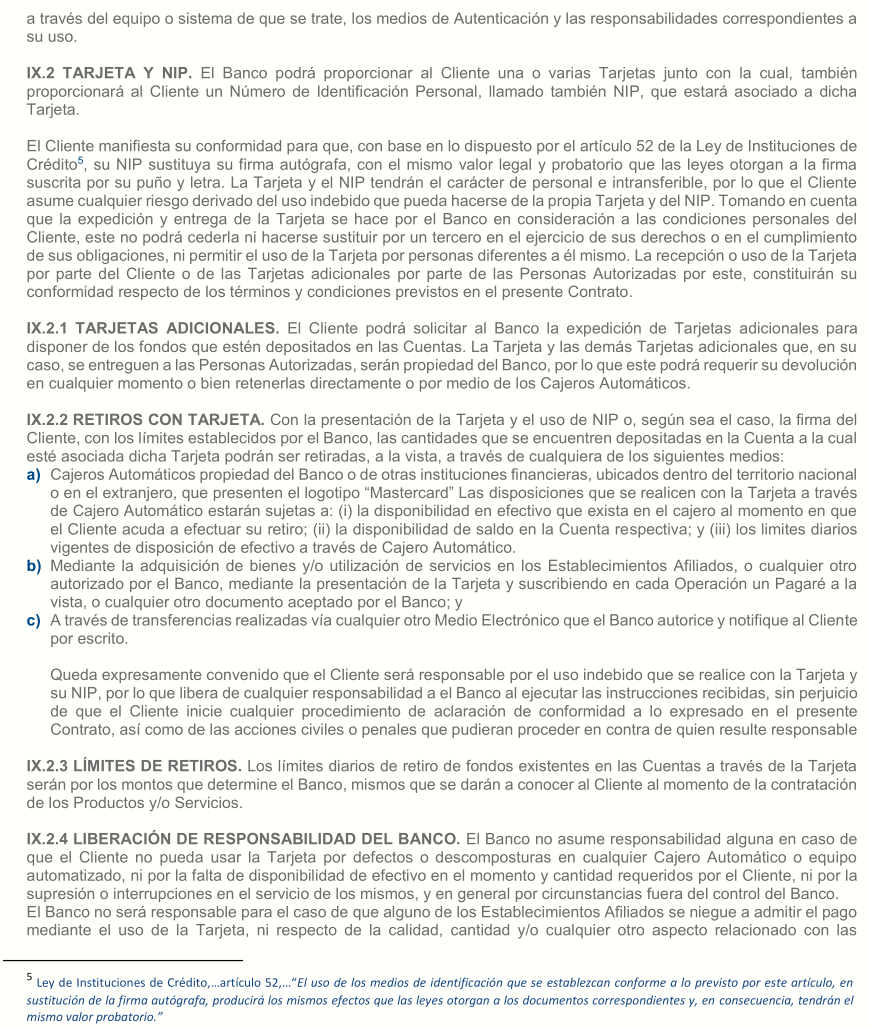 a través del equipo o sistema de que se trate, los medios de Autenticación y las responsabilidades correspondientes a
su uso.
IX.2 TARJETA Y NIP. El Banco podrá proporcionar al Cliente una o varias Tarjetas junto con la cual, también
proporcionará al Cliente un Número de Identificación Personal, llamado también NIP, que estará asociado a dicha
Tarjeta.
El Cliente manifiesta su conformidad para que, con base en lo dispuesto por el artículo 52 de la Ley de Instituciones de
Crédito5, su NIP sustituya su firma autógrafa, con el mismo valor legal y probatorio que las leyes otorgan a la firma
suscrita por su puño y letra. La Tarjeta y el NIP tendrán el carácter de personal e intransferible, por lo que el Cliente
asume cualquier riesgo derivado del uso indebido que pueda hacerse de la propia Tarjeta y del NIP. Tomando en cuenta
que la expedición y entrega de la Tarjeta se hace por el Banco en consideración a las condiciones personales del
Cliente, este no podrá cederla ni hacerse sustituir por un tercero en el ejercicio de sus derechos o en el cumplimiento
de sus obligaciones, ni permitir el uso de la Tarjeta por personas diferentes a él mismo. La recepción o uso de la Tarjeta
por parte del Cliente o de las Tarjetas adicionales por parte de las Personas Autorizadas por este, constituirán su
conformidad respecto de los términos y condiciones previstos en el presente Contrato.
IX.2.1 TARJETAS ADICIONALES. El Cliente podrá solicitar al Banco la expedición de Tarjetas adicionales para
disponer de los fondos que estén depositados en las Cuentas. La Tarjeta y las demás Tarjetas adicionales que, en su
caso, se entreguen a las Personas Autorizadas, serán propiedad del Banco, por lo que este podrá requerir su devolución
en cualquier momento o bien retenerlas directamente o por medio de los Cajeros Automáticos.
IX.2.2 RETIROS CON TARJETA. Con la presentación de la Tarjeta y el uso de NIP o, según sea el caso, la firma del
Cliente, con los límites establecidos por el Banco, las cantidades que se encuentren depositadas en la Cuenta a la cual
esté asociada dicha Tarjeta podrán ser retiradas, a la vista, a través de cualquiera de los siguientes medios:
a) Cajeros Automáticos propiedad del Banco o de otras instituciones financieras, ubicados dentro del territorio nacional
o en el extranjero, que presenten el logotipo “Mastercard” Las disposiciones que se realicen con la Tarjeta a través
de Cajero Automático estarán sujetas a: (i) la disponibilidad en efectivo que exista en el cajero al momento en que
el Cliente acuda a efectuar su retiro; (ii) la disponibilidad de saldo en la Cuenta respectiva; y (iii) los limites diarios
vigentes de disposición de efectivo a través de Cajero Automático.
b) Mediante la adquisición de bienes y/o utilización de servicios en los Establecimientos Afiliados, o cualquier otro
autorizado por el Banco, mediante la presentación de la Tarjeta y suscribiendo en cada Operación un Pagaré a la
vista, o cualquier otro documento aceptado por el Banco; y
c) A través de transferencias realizadas vía cualquier otro Medio Electrónico que el Banco autorice y notifique al Cliente
por escrito.
Queda expresamente convenido que el Cliente será responsable por el uso indebido que se realice con la Tarjeta y
su NIP, por lo que libera de cualquier responsabilidad a el Banco al ejecutar las instrucciones recibidas, sin perjuicio
de que el Cliente inicie cualquier procedimiento de aclaración de conformidad a lo expresado en el presente
Contrato, así como de las acciones civiles o penales que pudieran proceder en contra de quien resulte responsable
IX.2.3 LÍMITES DE RETIROS. Los límites diarios de retiro de fondos existentes en las Cuentas a través de la Tarjeta
serán por los montos que determine el Banco, mismos que se darán a conocer al Cliente al momento de la contratación
de los Productos y/o Servicios.
IX.2.4 LIBERACIÓN DE RESPONSABILIDAD DEL BANCO. El Banco no asume responsabilidad alguna en caso de
que el Cliente no pueda usar la Tarjeta por defectos o descomposturas en cualquier Cajero Automático o equipo
automatizado, ni por la falta de disponibilidad de efectivo en el momento y cantidad requeridos por el Cliente, ni por la
supresión o interrupciones en el servicio de los mismos, y en general por circunstancias fuera del control del Banco.
El Banco no será responsable para el caso de que alguno de los Establecimientos Afiliados se niegue a admitir el pago
mediante el uso de la Tarjeta, ni respecto de la calidad, cantidad y/o cualquier otro aspecto relacionado con las
5 Ley de Instituciones de Crédito,…artículo 52,…“El uso de los medios de identificación que se establezcan conforme a lo previsto por este artículo, en
sustitución de la firma autógrafa, producirá los mismos efectos que las leyes otorgan a los documentos correspondientes y, en consecuencia, tendrán el
mismo valor probatorio.”